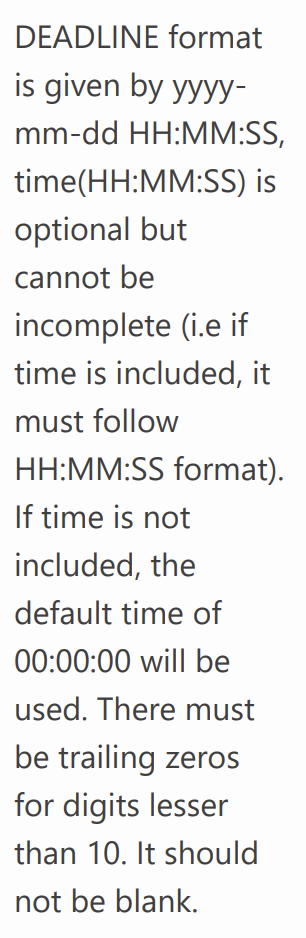 DEADLINE format
is given by yyyy-
mm-dd HH:MM:SS,
time(HH:MM:SS) is
optional but
cannot be
incomplete (i.e if
time is included, it
must follow
HH:MM:SS format).
If time is not
included, the
default time of
00:00:00 will be
used. There must
be trailing zeros
for digits lesser
than 10. It should
not be blank.